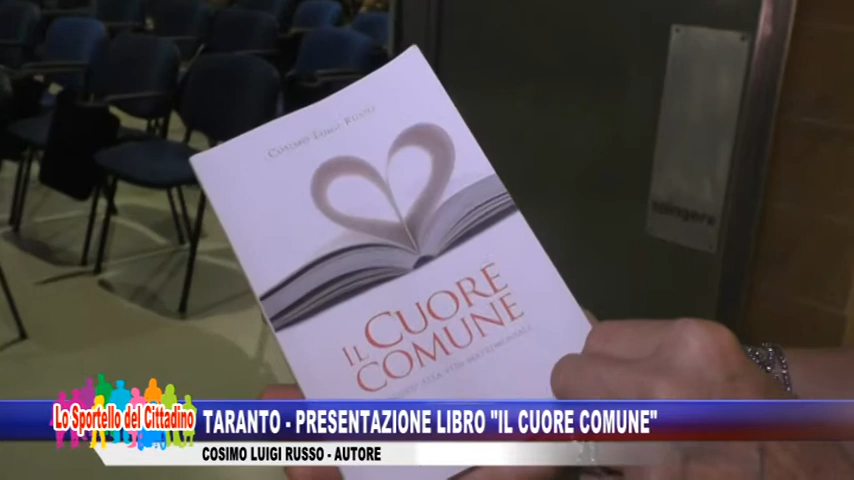 COSIMO LUIGI RUSSO
IL CUORE
COMUNE
spingere
Lo Sportello del Cittadino
TARANTO - PRESENTAZIONE LIBRO "IL CUORE COMUNE"
COSIMO LUIGI RUSSO - AUTORE